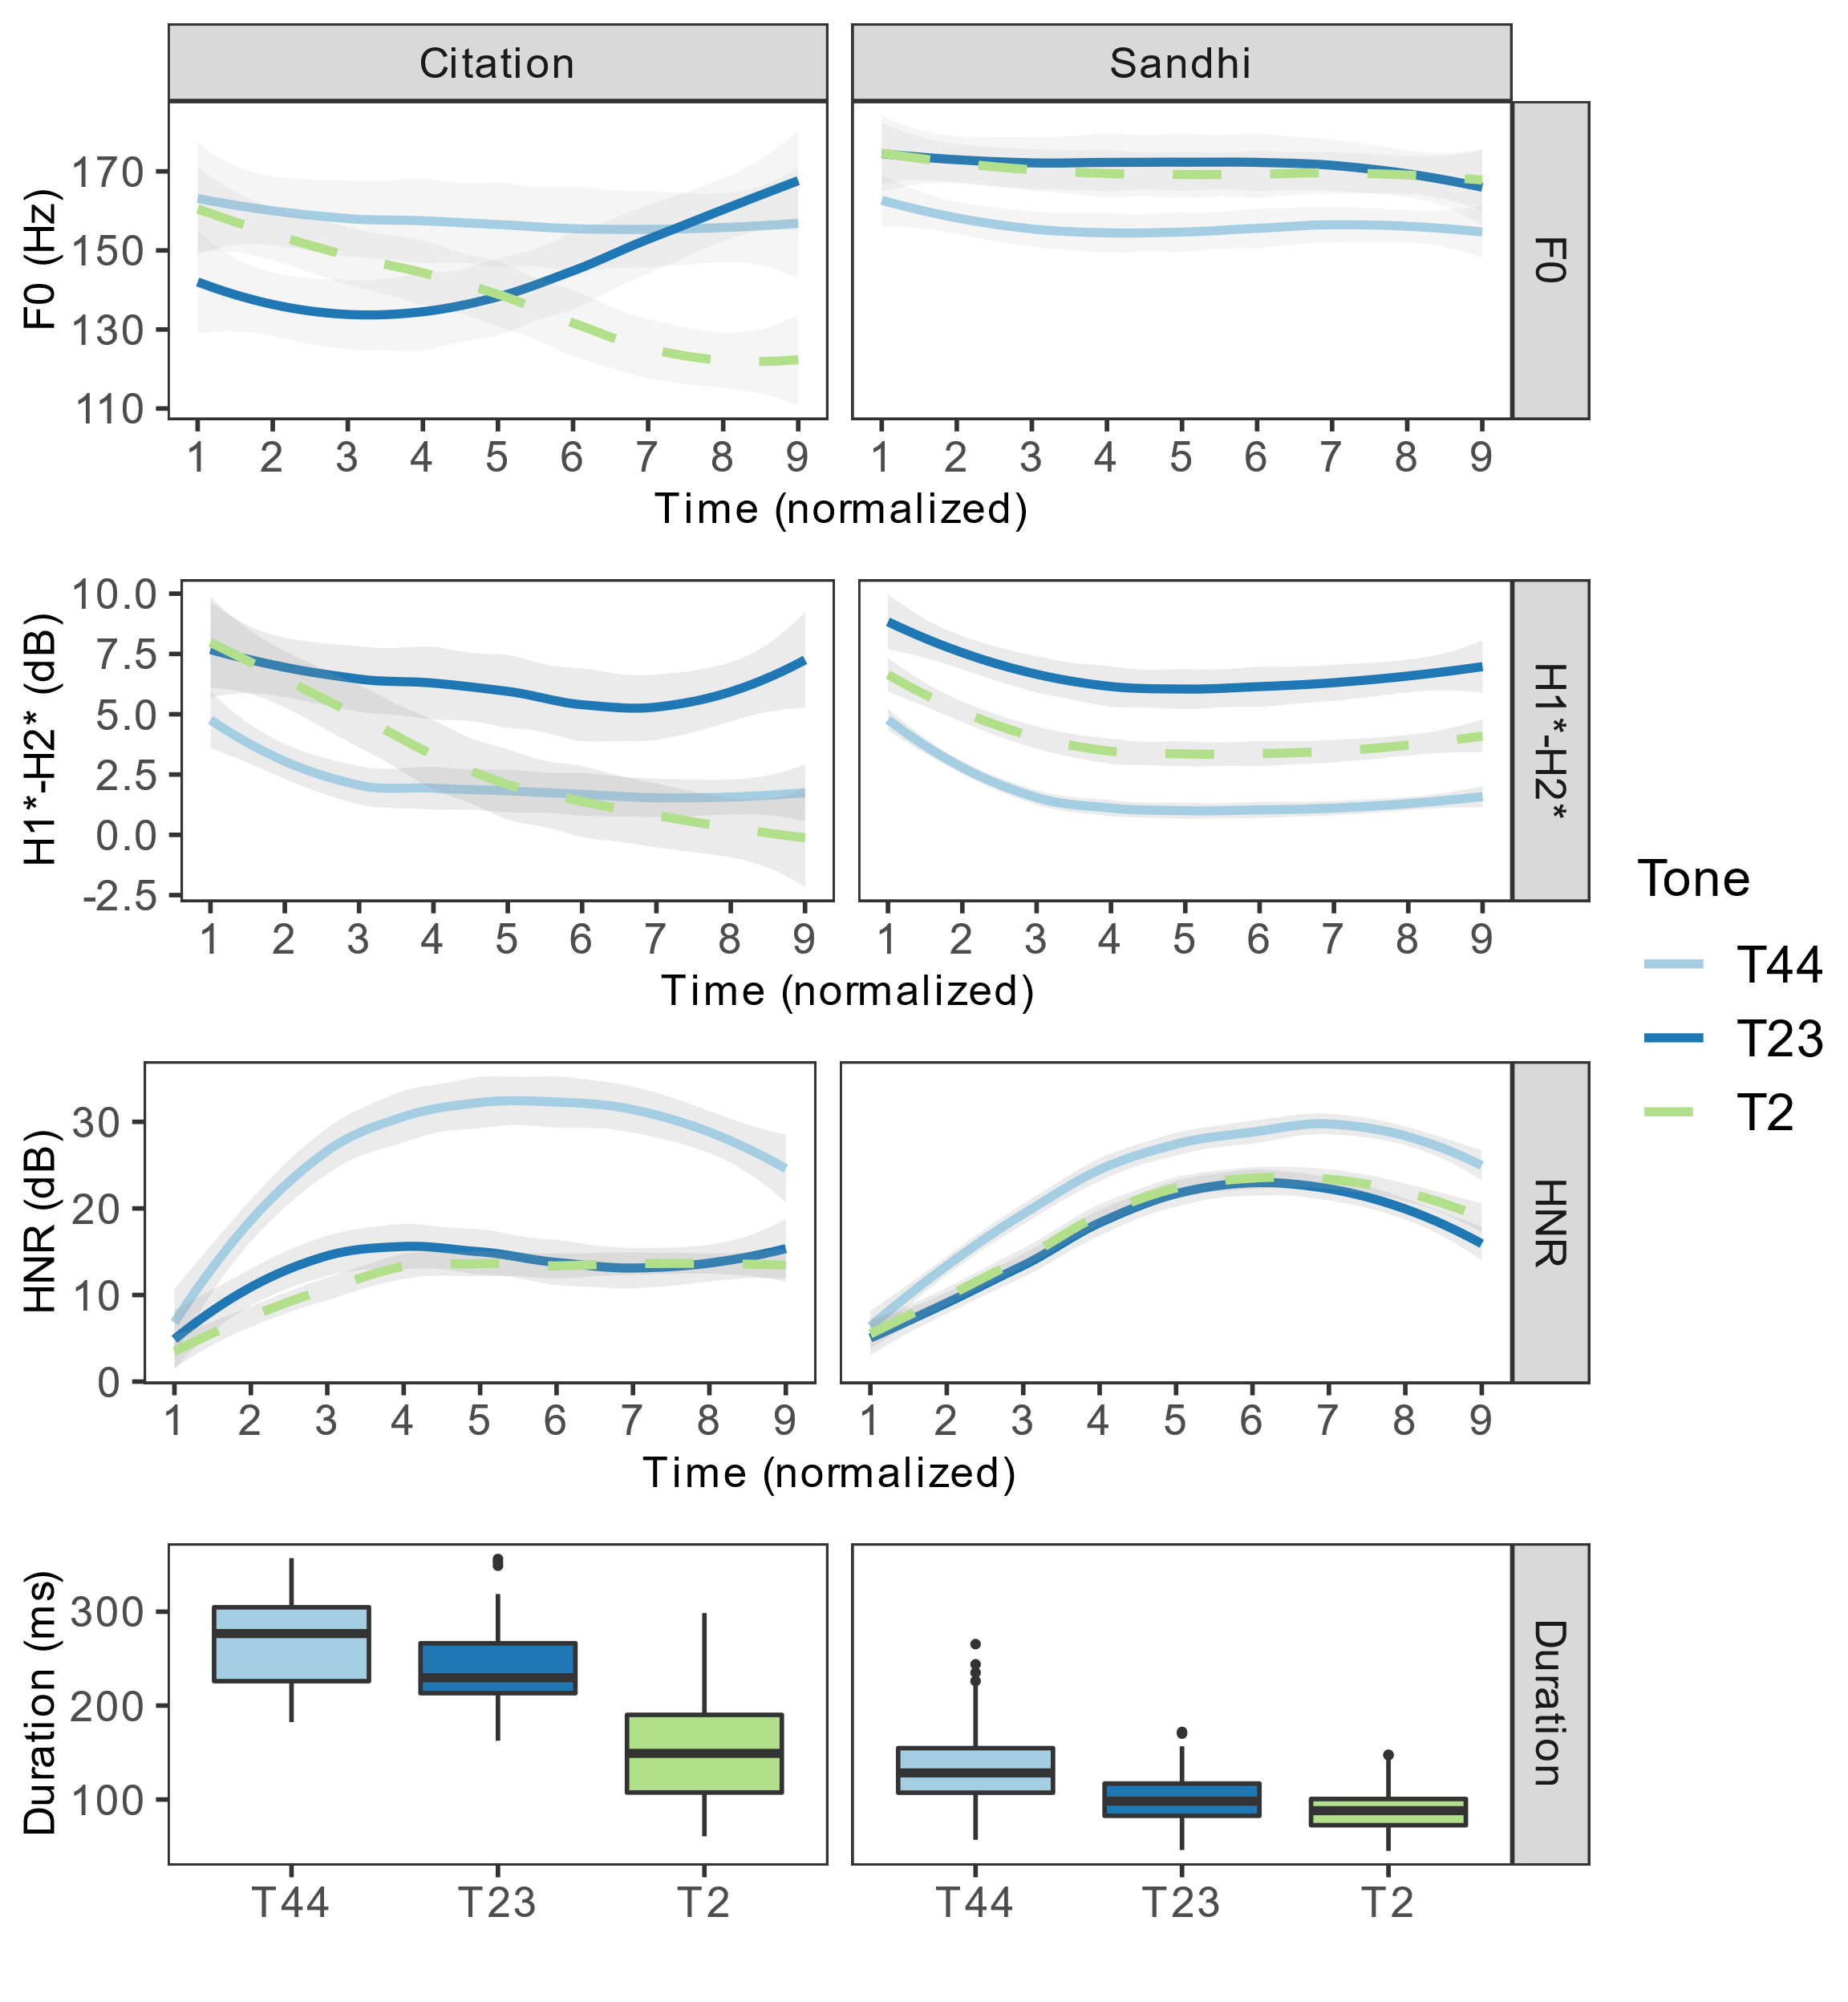 Citation Sandhi
F0 (Hz)
170
150
130
110
F0
1 2 3 4 5 6 7 8 9 1 2 3 4 5 6 7 8 9
Time (normalized)
H1*-H2* (dB)
10.0
7.5
5.0
2.5
0.0
-2.5
H1*-H2*
1 2 3 4 5 6 7 8 9 1 2 3 4 5 6 7 8 9
Time (normalized)
HNR (dB)
30
20
10
0
HNR
1 2 3 4 5 6 7 8 9 1 2 3 4 5 6 7 8 9
Time (normalized)
Duration (ms)
300
200
100
Duration
T44 T23 T2 T44 T23 T2
Tone
T44
T23
T2